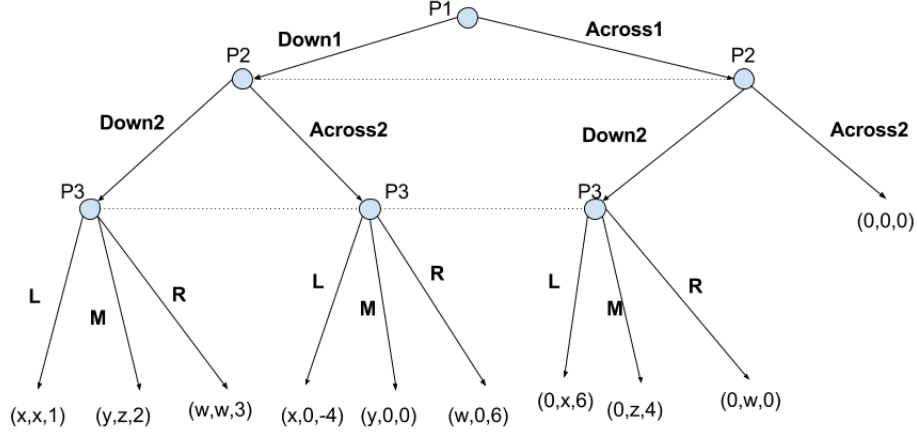 P1
Down1
Across1
P2
P2
Down2
Across2
Down2
Across2
P3
P3
P3
(0,0,0)
L
M
R
L
M
R
L
M
R
(x,x,1)
(y,z,2)
(w,w,3)
(x,0,-4)
(y,0,0)
(w,0,6)
(0,x,6)
(0,z,4)
(0,w,0)